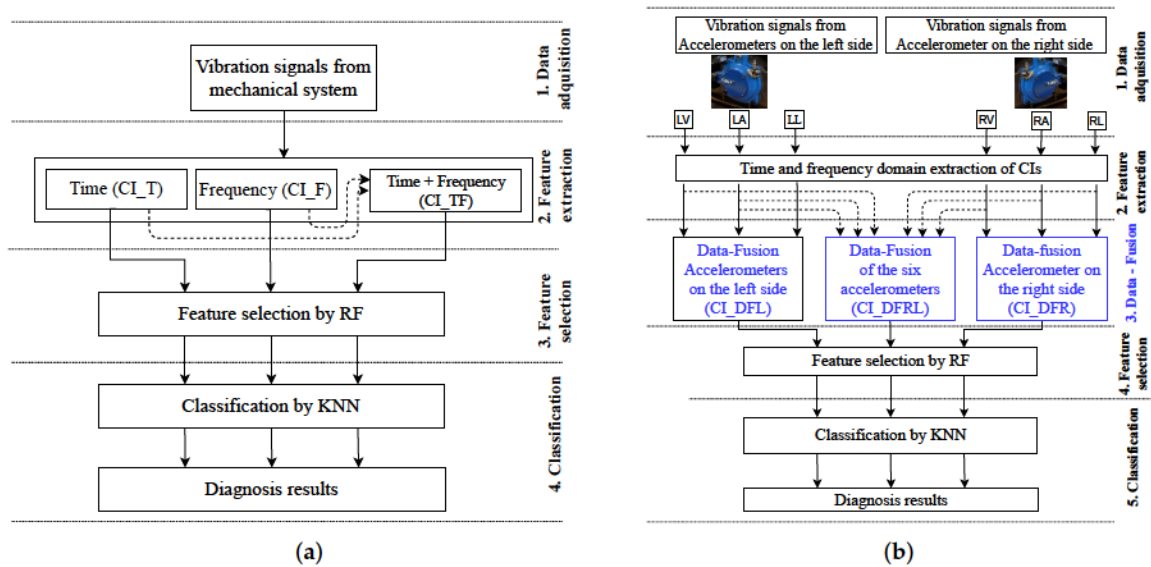 Vibration signals from
mechanical system
1. Data
adquisition
Time (CI_T)
Frequency (CI_F)
Time + Frequency
(CI_TF)
2. Feature
extraction
Feature selection by RF
3. Feature
selection
Classification by KNN
Diagnosis results
4. Classification
(a)
Vibration signals from
Accelerometers on the left side
Vibration signals from
Accelerometer on the right side
1. Data
adquisition
LV
LA
LL
RV
RA
RL
Time and frequency domain extraction of CIs
2. Feature
extraction
Data-Fusion
Accelerometers
on the left side
(CI_DFL)
Data-Fusion
of the six
accelerometers
(CI_DFRL)
Data-fusion
Accelerometer on
the right side
(CI_DFR)
3. Data - Fusion
Feature selection by RF
4. Feature
selection
Classification by KNN
Diagnosis results
5. Classification
(b)